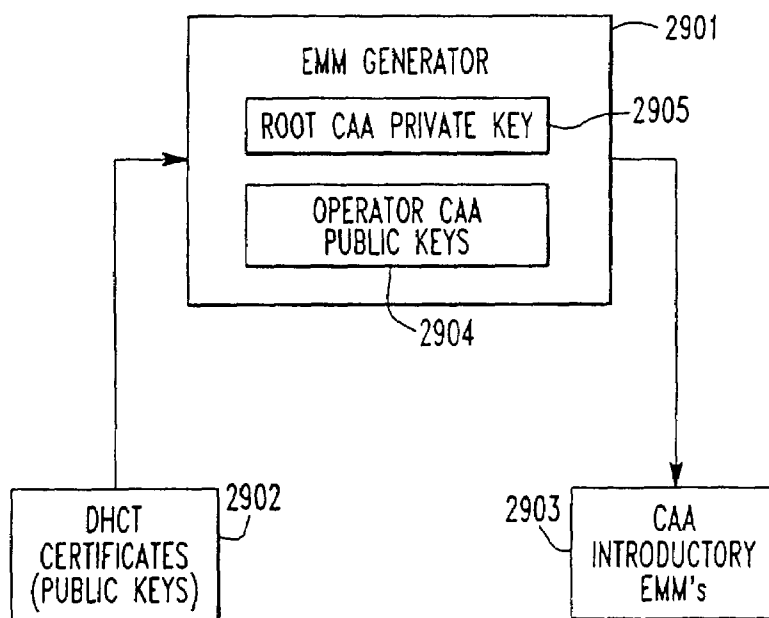 2901
EMM GENERATOR
ROOT CAA PRIVATE KEY
2905
OPERATOR CAA
PUBLIC KEYS
2904
DHCT
CERTIFICATES
(PUBLIC KEYS)
2902
2903
CAA
INTRODUCTORY
EMM's